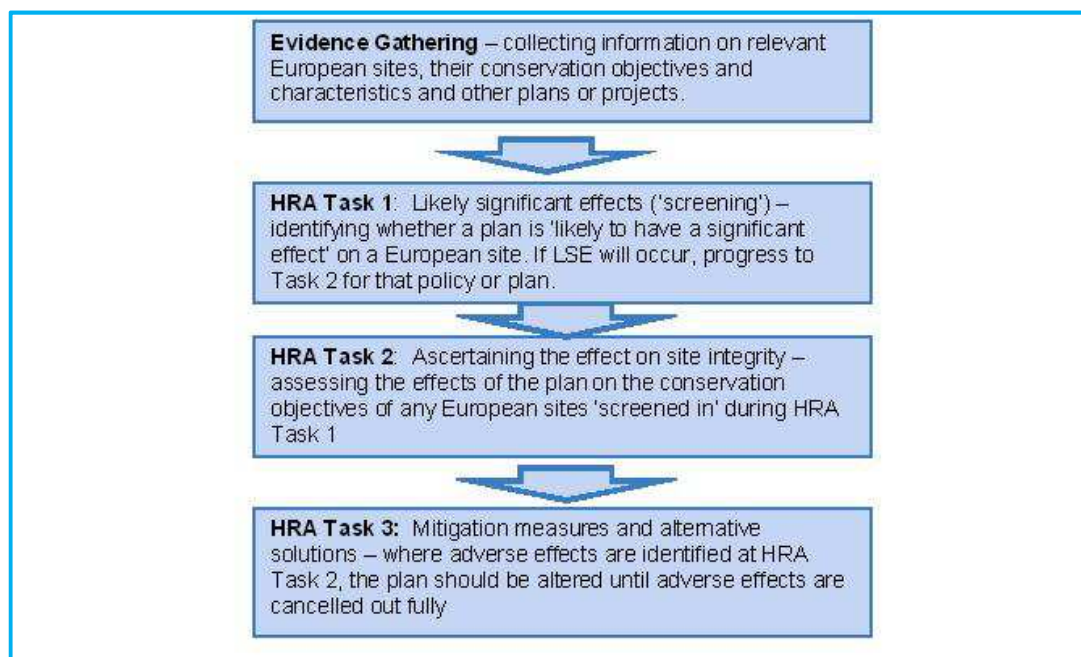 Evidence Gathering – collecting information on relevant
European sites, their conservation objectives and
characteristics and other plans or projects.
HRA Task 1:  Likely significant effects ('screening') –
identifying whether a plan is 'likely to have a significant
effect' on a European site. If LSE will occur, progress to
Task 2 for that policy or plan.
HRA Task 2:  Ascertaining the effect on site integrity –
assessing the effects of the plan on the conservation
objectives of any European sites 'screened in' during HRA
Task 1
HRA Task 3:  Mitigation measures and alternative
solutions – where adverse effects are identified at HRA
Task 2, the plan should be altered until adverse effects are
cancelled out fully